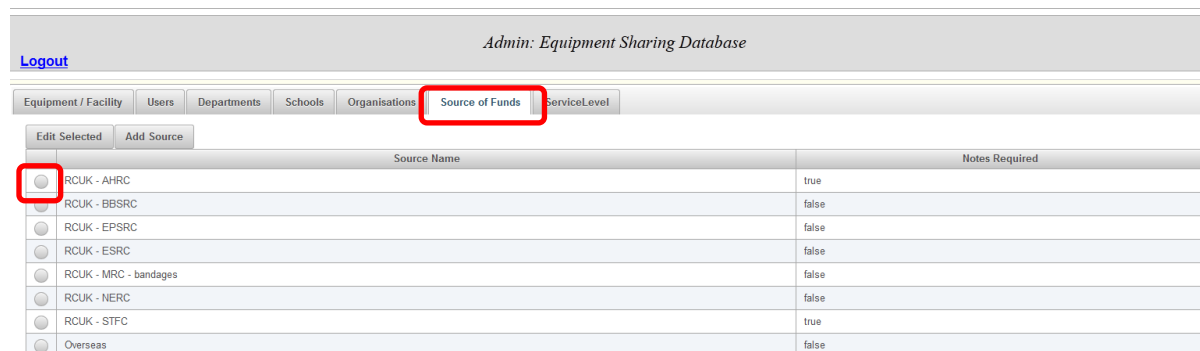 Admin: Equipment Sharing Database
Logout
Equipment / Facility Users Departments Schools Organisations Source of Funds ServiceLevel
Edit Selected Add Source
Source Name Notes Required
RCUK - AHRC true
RCUK - BBSRC false
RCUK - EPSRC false
RCUK - ESRC false
RCUK - MRC - bandages false
RCUK - NERC false
RCUK - STFC true
Overseas false